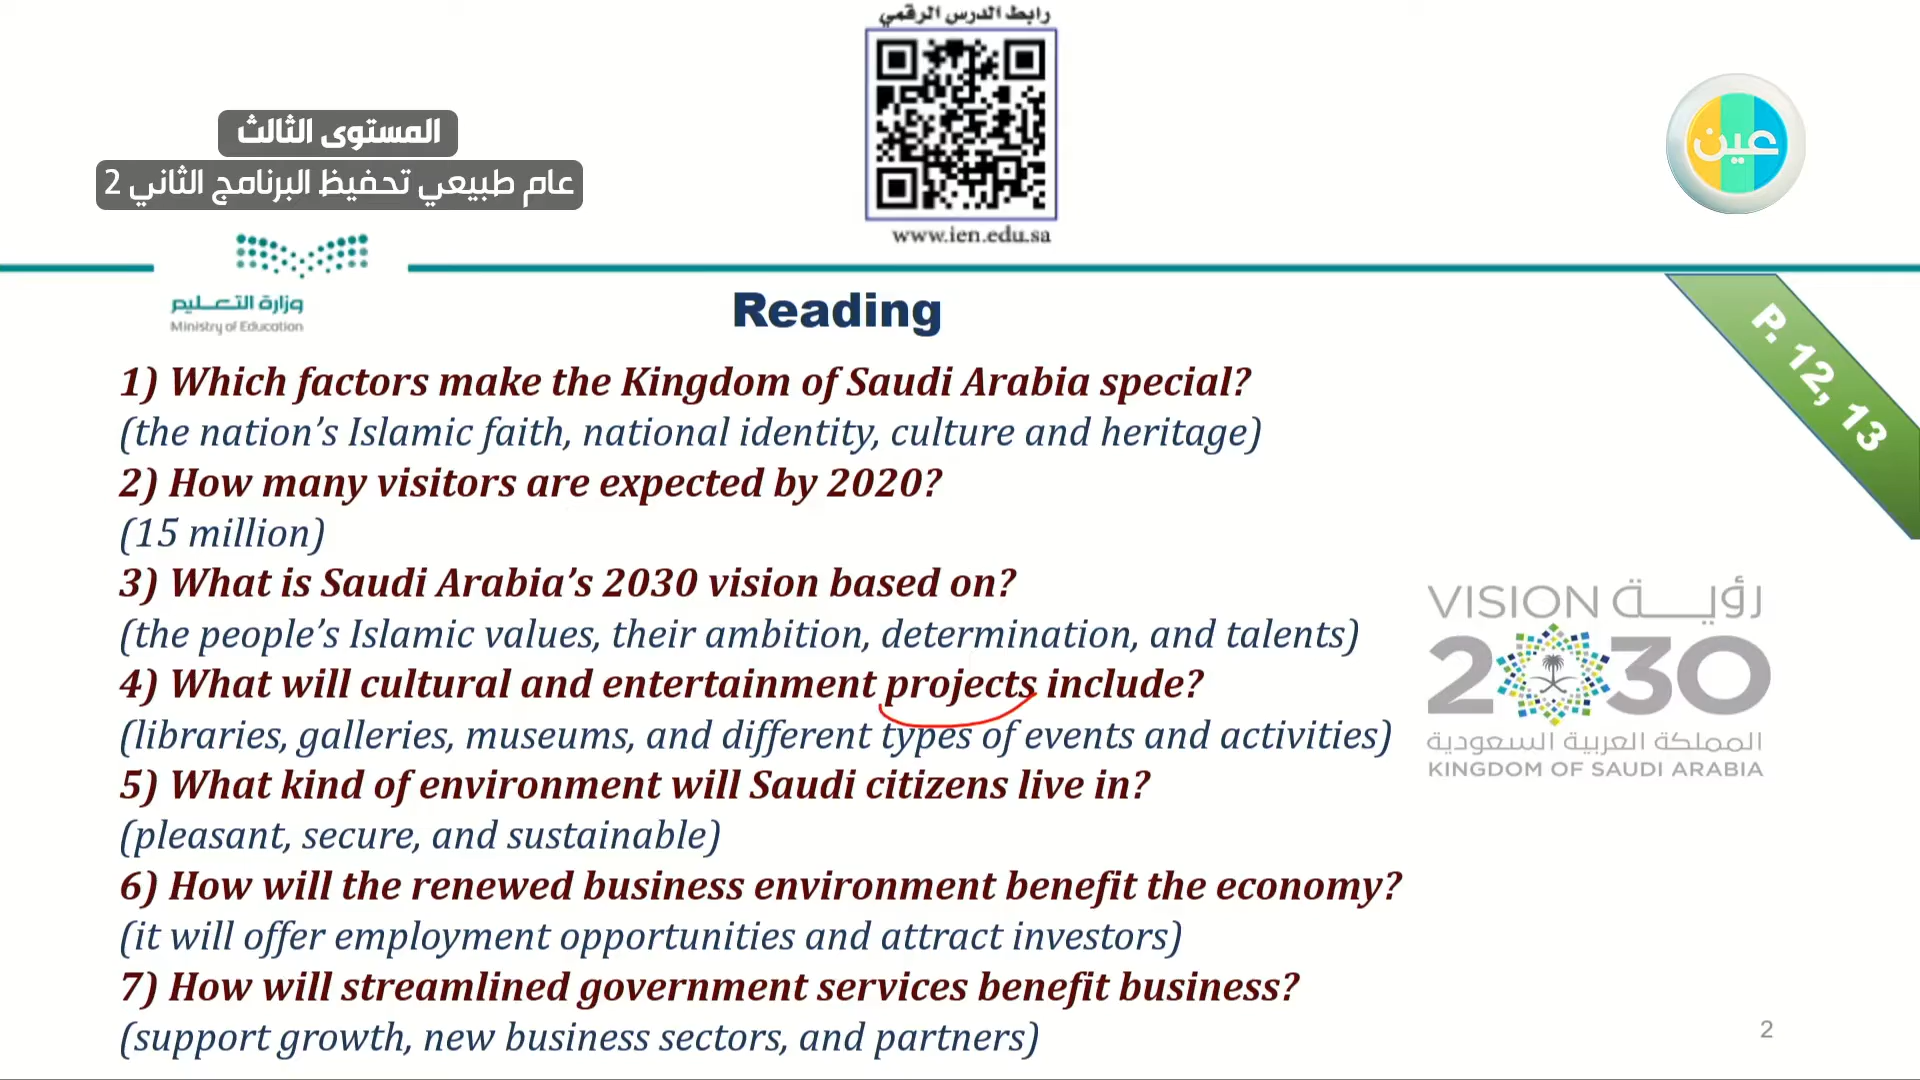 رابط الدرس الرقمي
المستوى الثالث
عام طبيعي تحفيظ البرنامج الثاني 2
عين
www.ien.edu.sa
وزارة التعليم
Ministry of Education
Reading
P. 12, 13
1) Which factors make the Kingdom of Saudi Arabia special?
(the nation’s Islamic faith, national identity, culture and heritage)
2) How many visitors are expected by 2020?
(15 million)
3) What is Saudi Arabia’s 2030 vision based on?
(the people’s Islamic values, their ambition, determination, and talents)
4) What will cultural and entertainment projects include?
(libraries, galleries, museums, and different types of events and activities)
5) What kind of environment will Saudi citizens live in?
(pleasant, secure, and sustainable)
6) How will the renewed business environment benefit the economy?
(it will offer employment opportunities and attract investors)
7) How will streamlined government services benefit business?
(support growth, new business sectors, and partners)
VISION رؤيــة
2030
المملكة العربية السعودية
KINGDOM OF SAUDI ARABIA
2